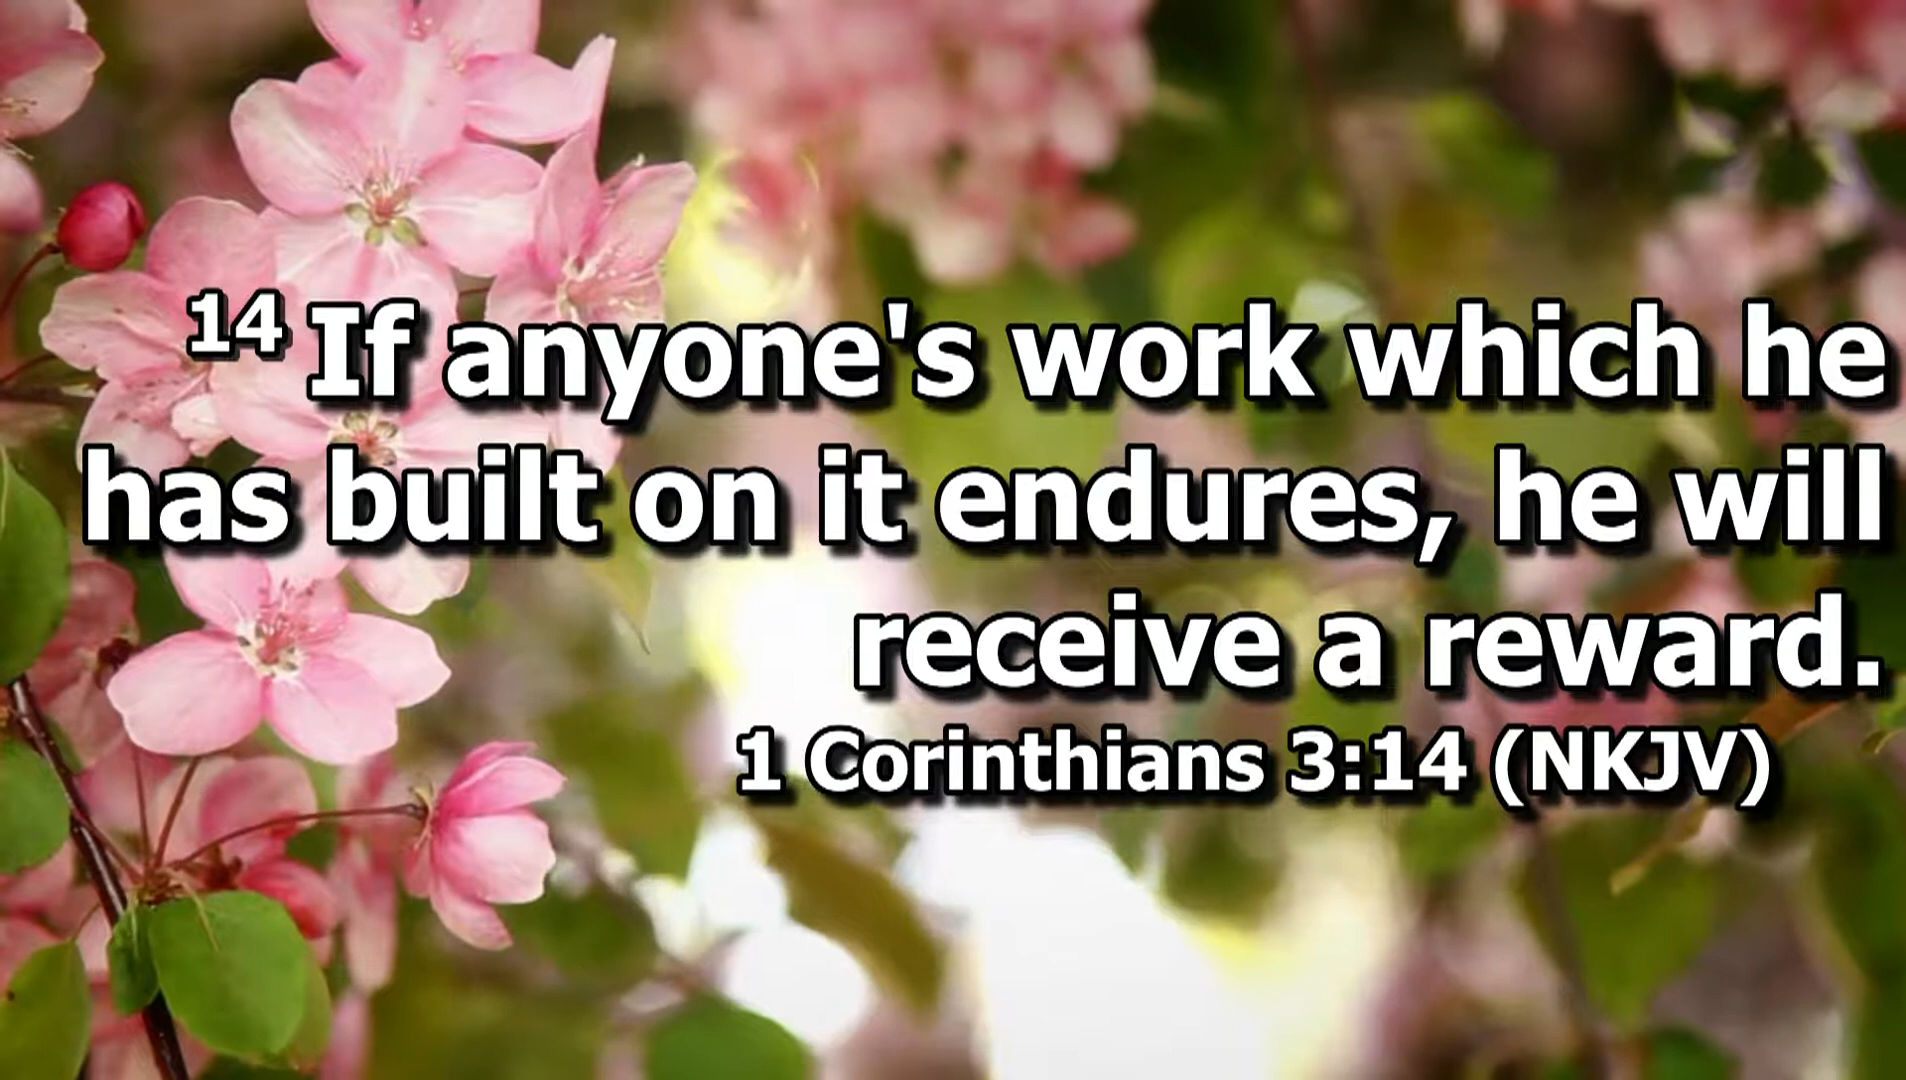 14 If anyone's work which he
has built on it endures, he will
receive a reward.
1 Corinthians 3:14 (NKJV)